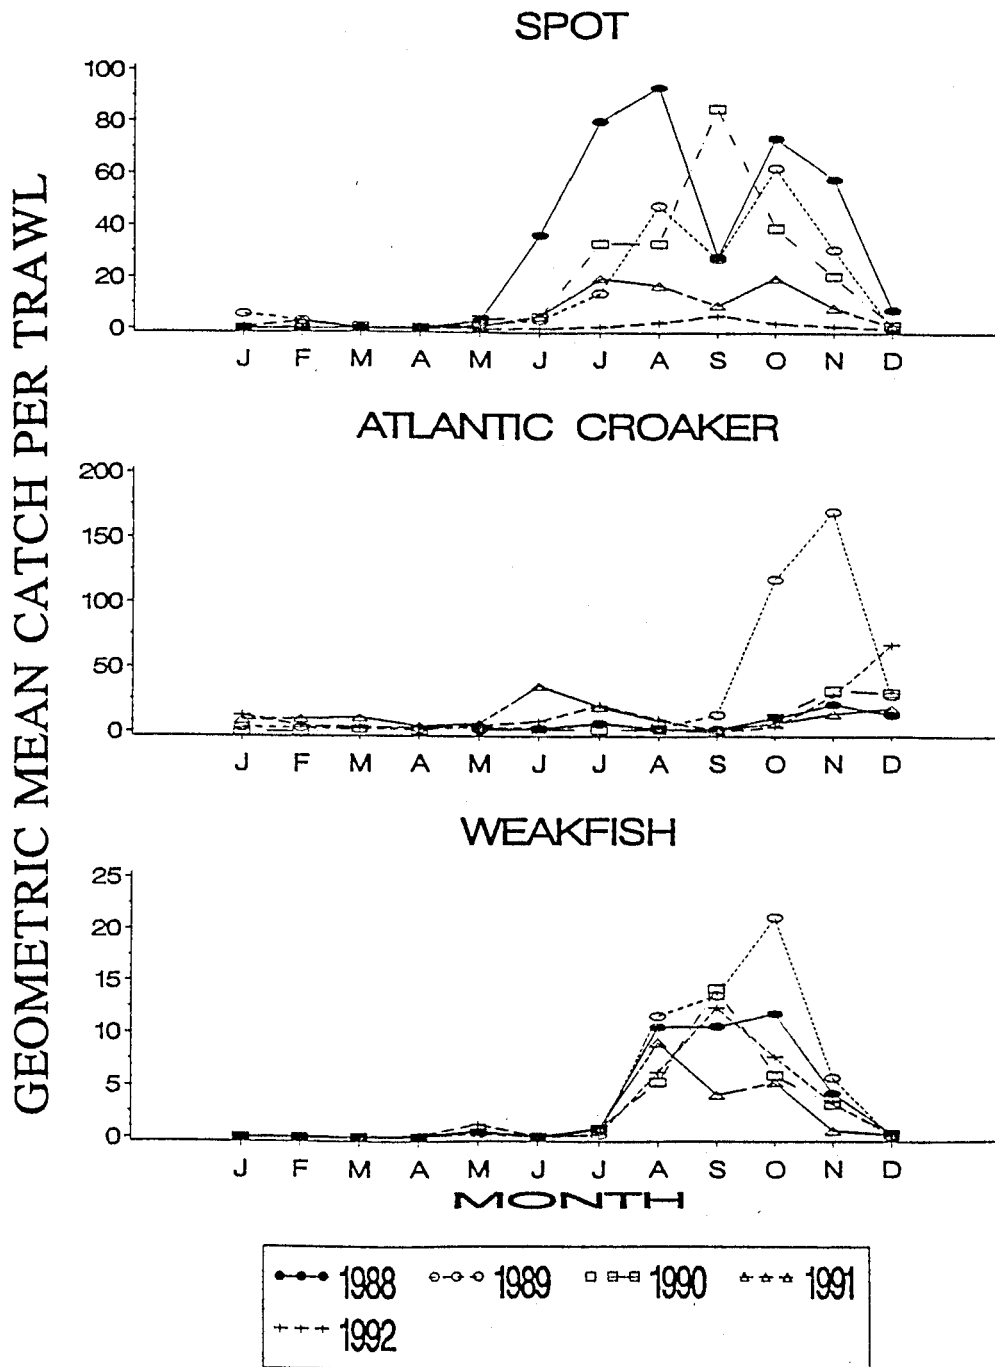 SPOT
GEOMETRIC MEAN CATCH PER TRAWL
100
80
60
40
20
0
J F M A M J J A S O N D
ATLANTIC CROAKER
200
150
100
50
0
J F M A M J J A S O N D
WEAKFISH
25
20
15
10
5
0
J F M A M J J A S O N D
MONTH
1988 1989 1990 1991
1992